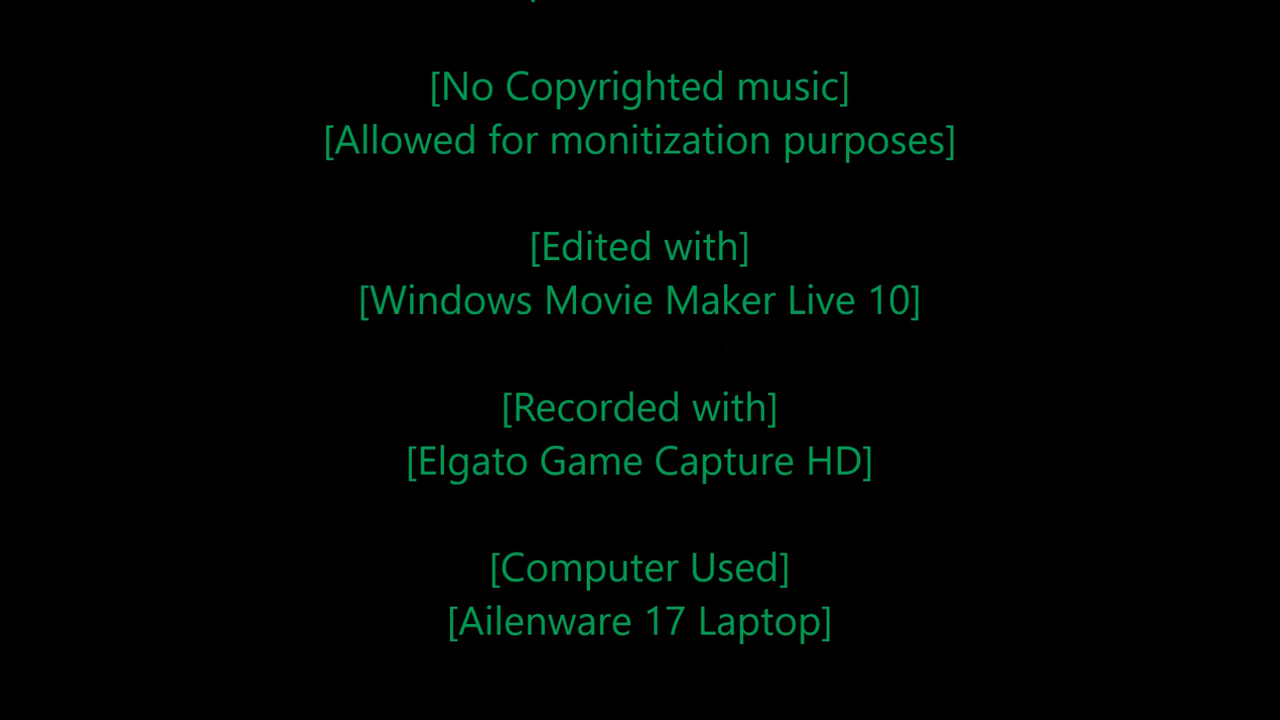 [No Copyrighted music]
[Allowed for monitization purposes]
[Edited with]
[Windows Movie Maker Live 10]
[Recorded with]
[Elgato Game Capture HD]
[Computer Used]
[Ailenware 17 Laptop]